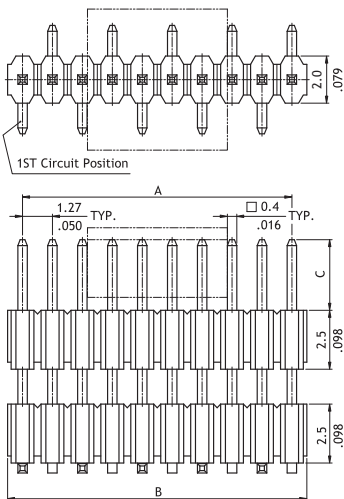 2.0
.079
1ST Circuit Position
A
1.27
.050
TYP.
□ 0.4
.016
TYP.
C
2.5
.098
2.5
.098
B